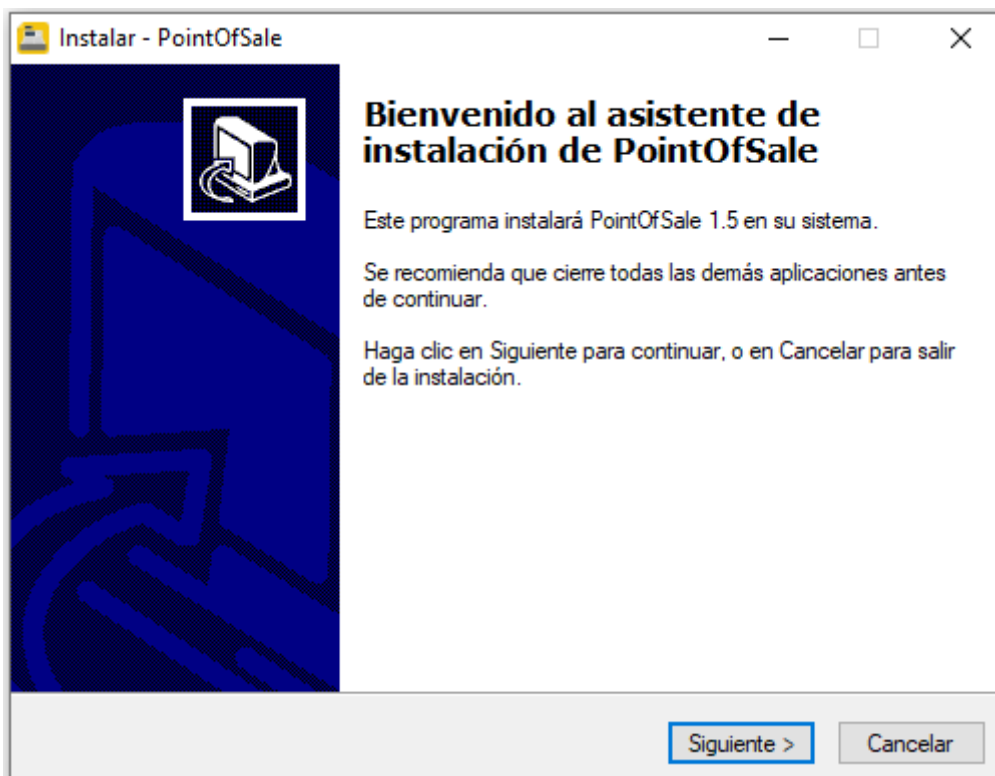 Instalar - PointOfSale
Bienvenido al asistente de
instalación de PointOfSale
Este programa instalará PointOfSale 1.5 en su sistema.
Se recomienda que cierre todas las demás aplicaciones antes
de continuar.
Haga clic en Siguiente para continuar, o en Cancelar para salir
de la instalación.
Siguiente >
Cancelar